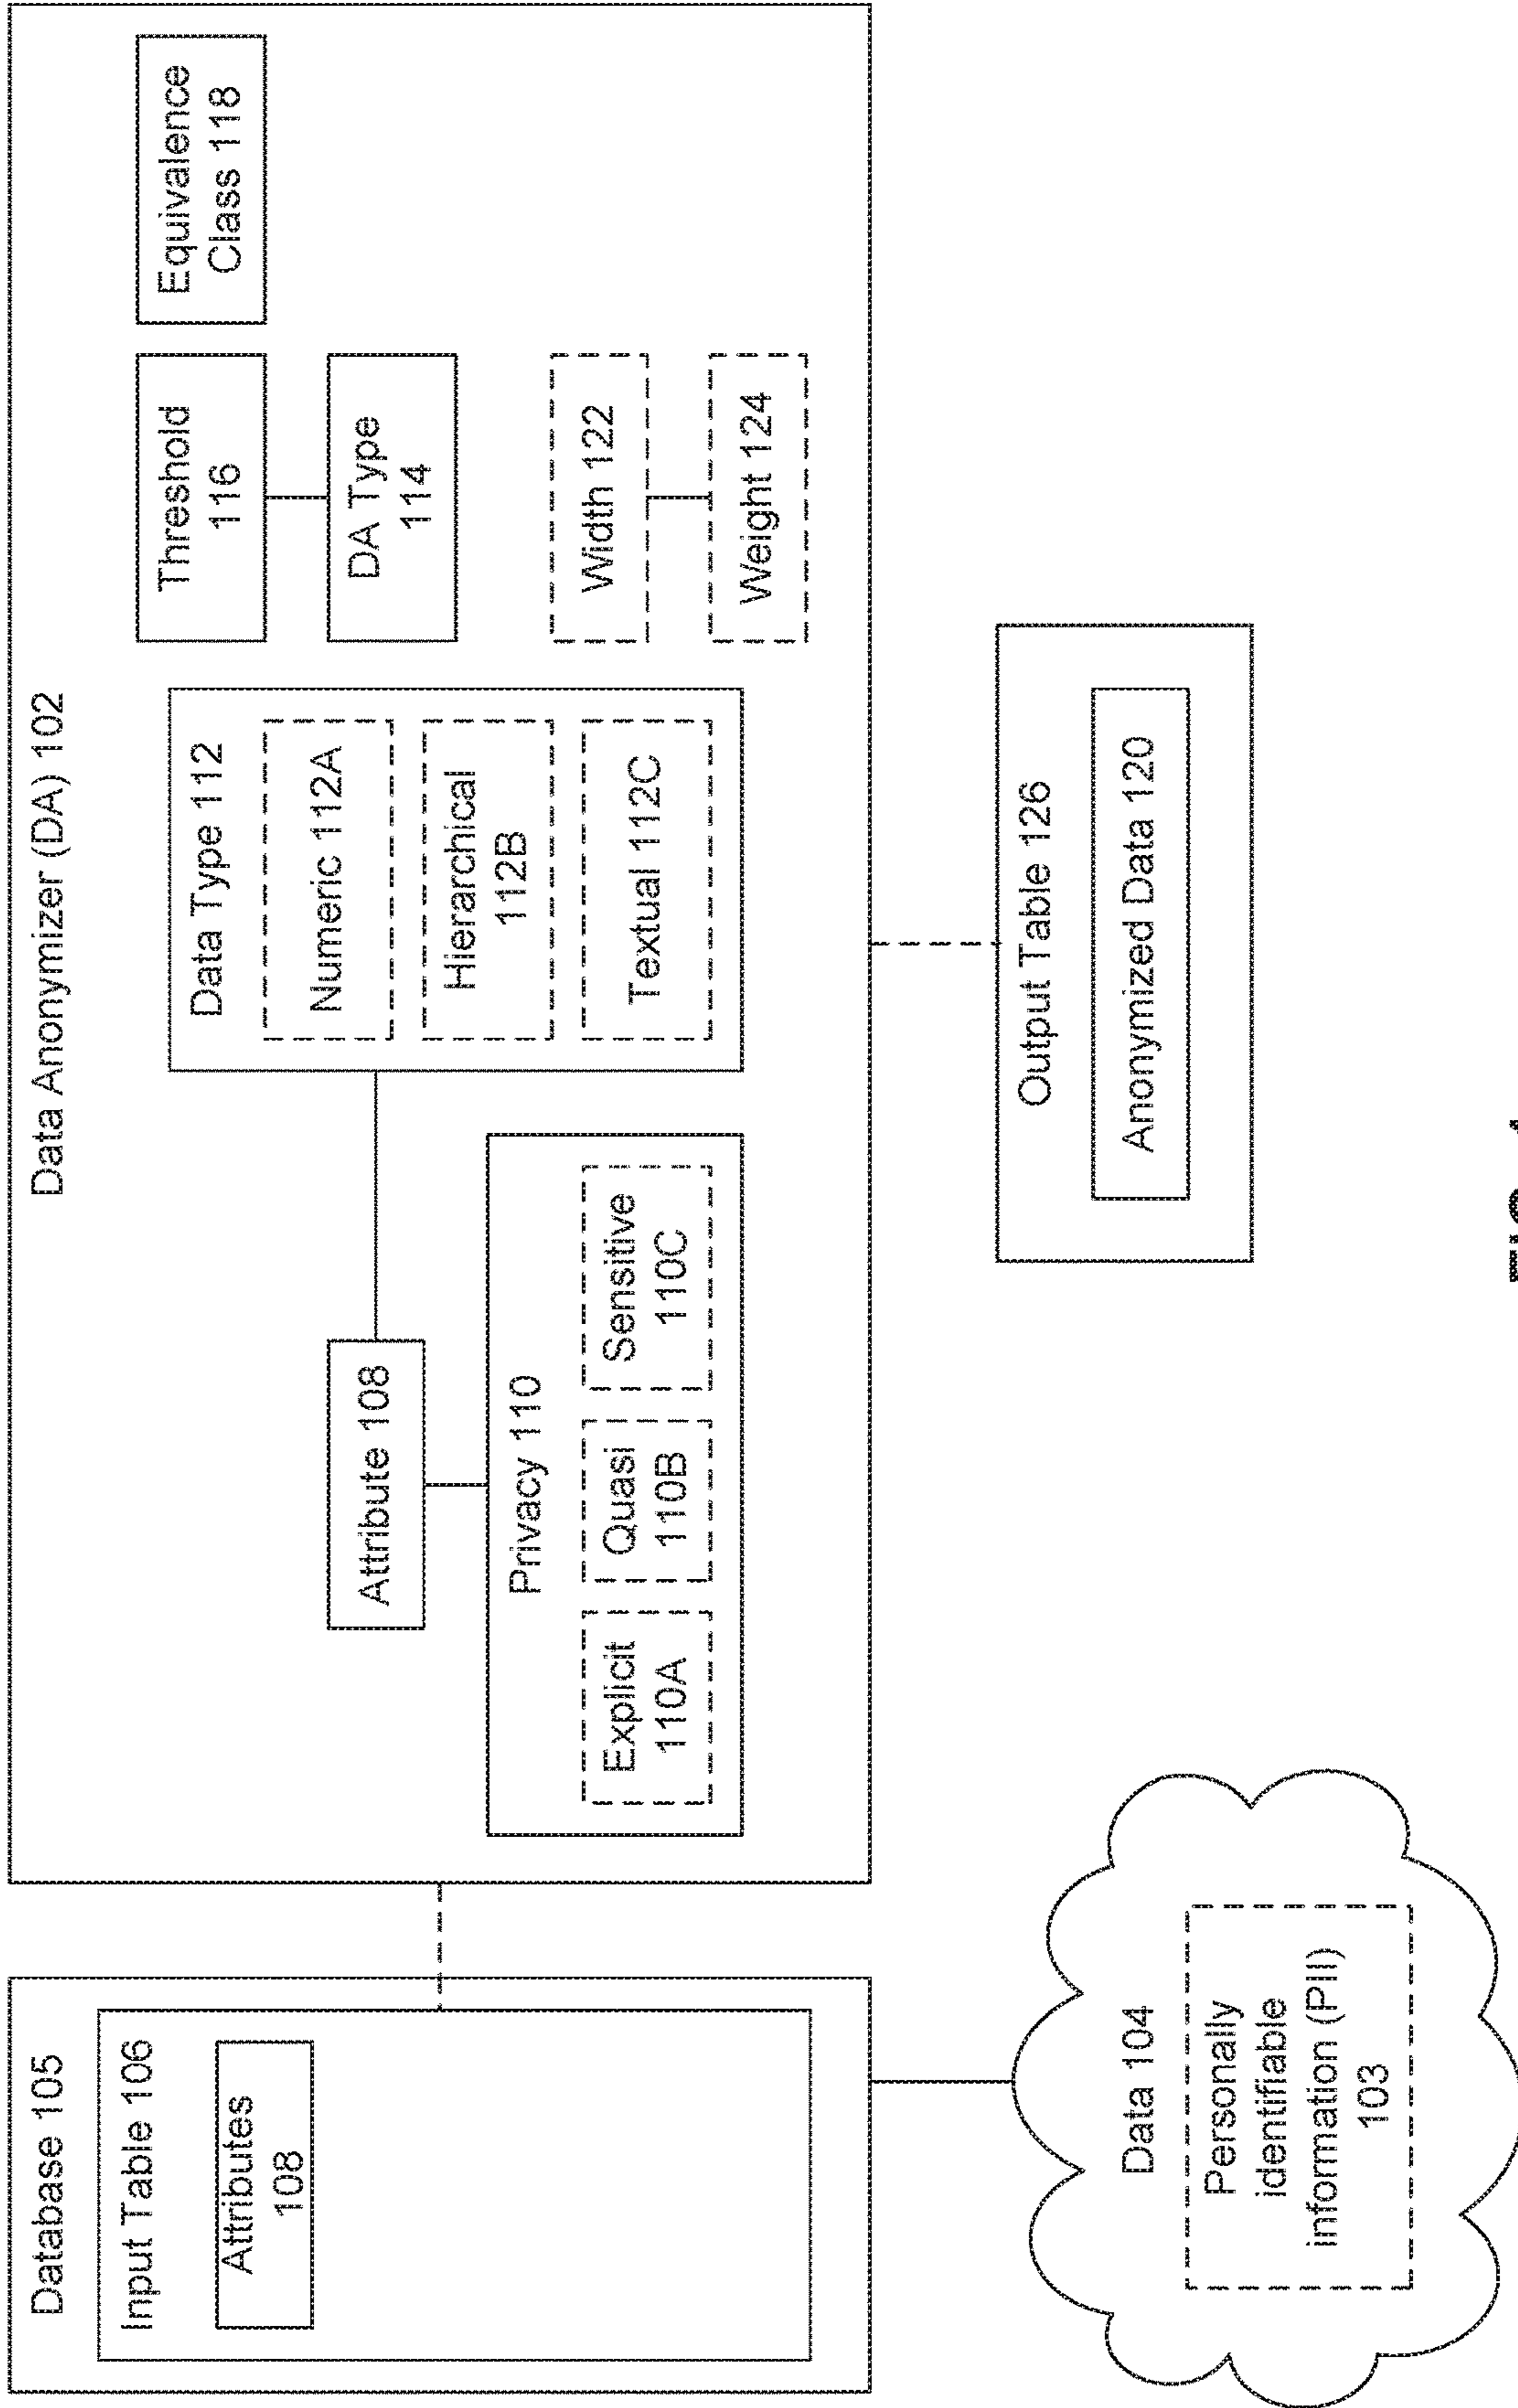 Database 105
Input Table 106
Attributes
108
Data 104
Personally
identifiable
information (PII)
103
Data Anonymizer (DA) 102
Attribute 108
Privacy 110
Explicit
110A
Quasi
110B
Sensitive
110C
Data Type 112
Numeric 112A
Hierarchical
112B
Textual 112C
Threshold
116
DA Type
114
Width 122
Weight 124
Equivalence
Class 118
Output Table 126
Anonymized Data 120